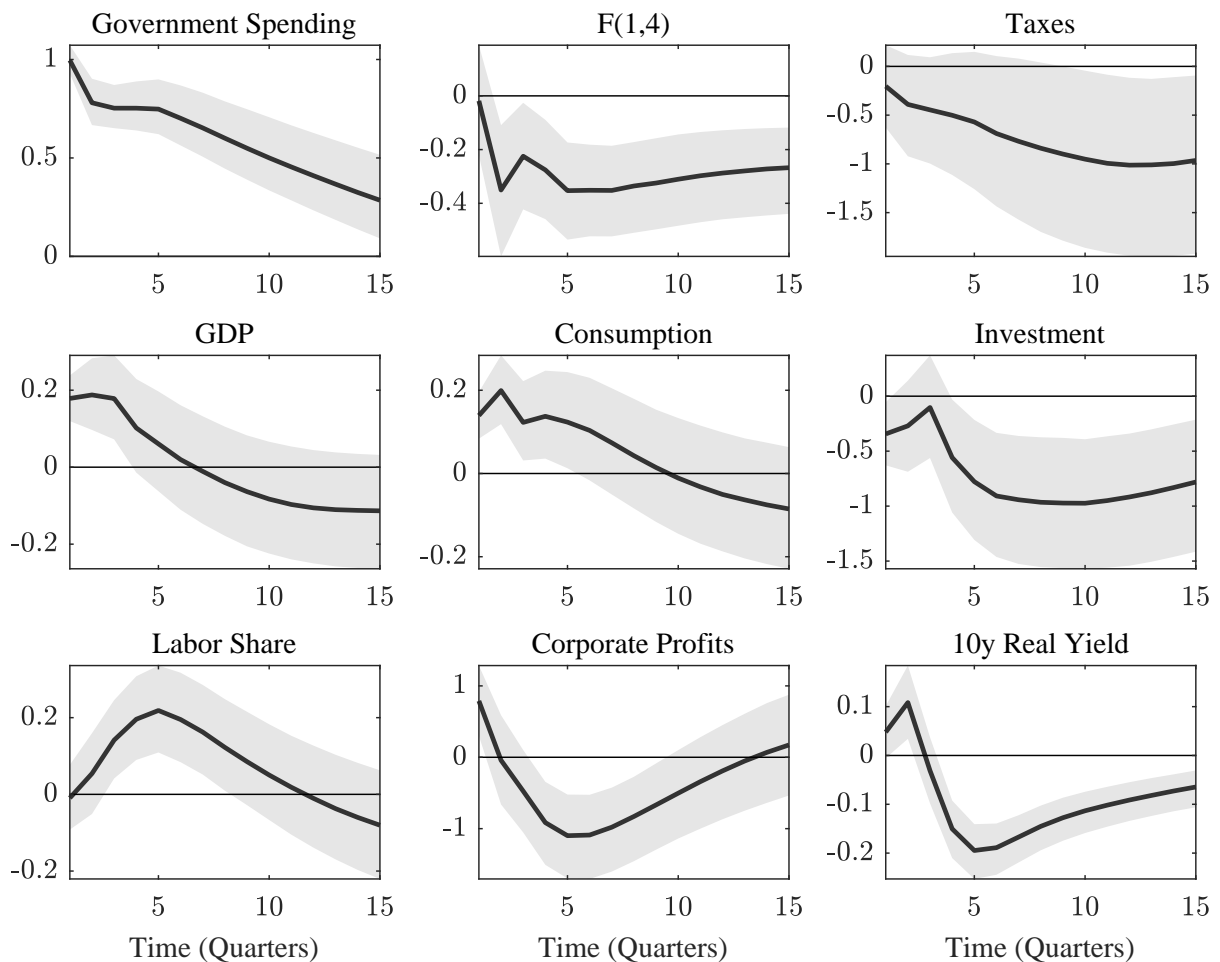 Government Spending
F(1,4)
Taxes
1
0.5
0
0
-0.2
-0.4
0
-0.5
-1
-1.5
5 10 15
5 10 15
5 10 15
GDP
Consumption
Investment
0.2
0
-0.2
0.2
0
-0.2
0
-0.5
-1
-1.5
5 10 15
5 10 15
5 10 15
Labor Share
Corporate Profits
10y Real Yield
0.2
0
-0.2
1
0
-1
0.1
0
-0.1
-0.2
5 10 15
5 10 15
5 10 15
Time (Quarters)
Time (Quarters)
Time (Quarters)